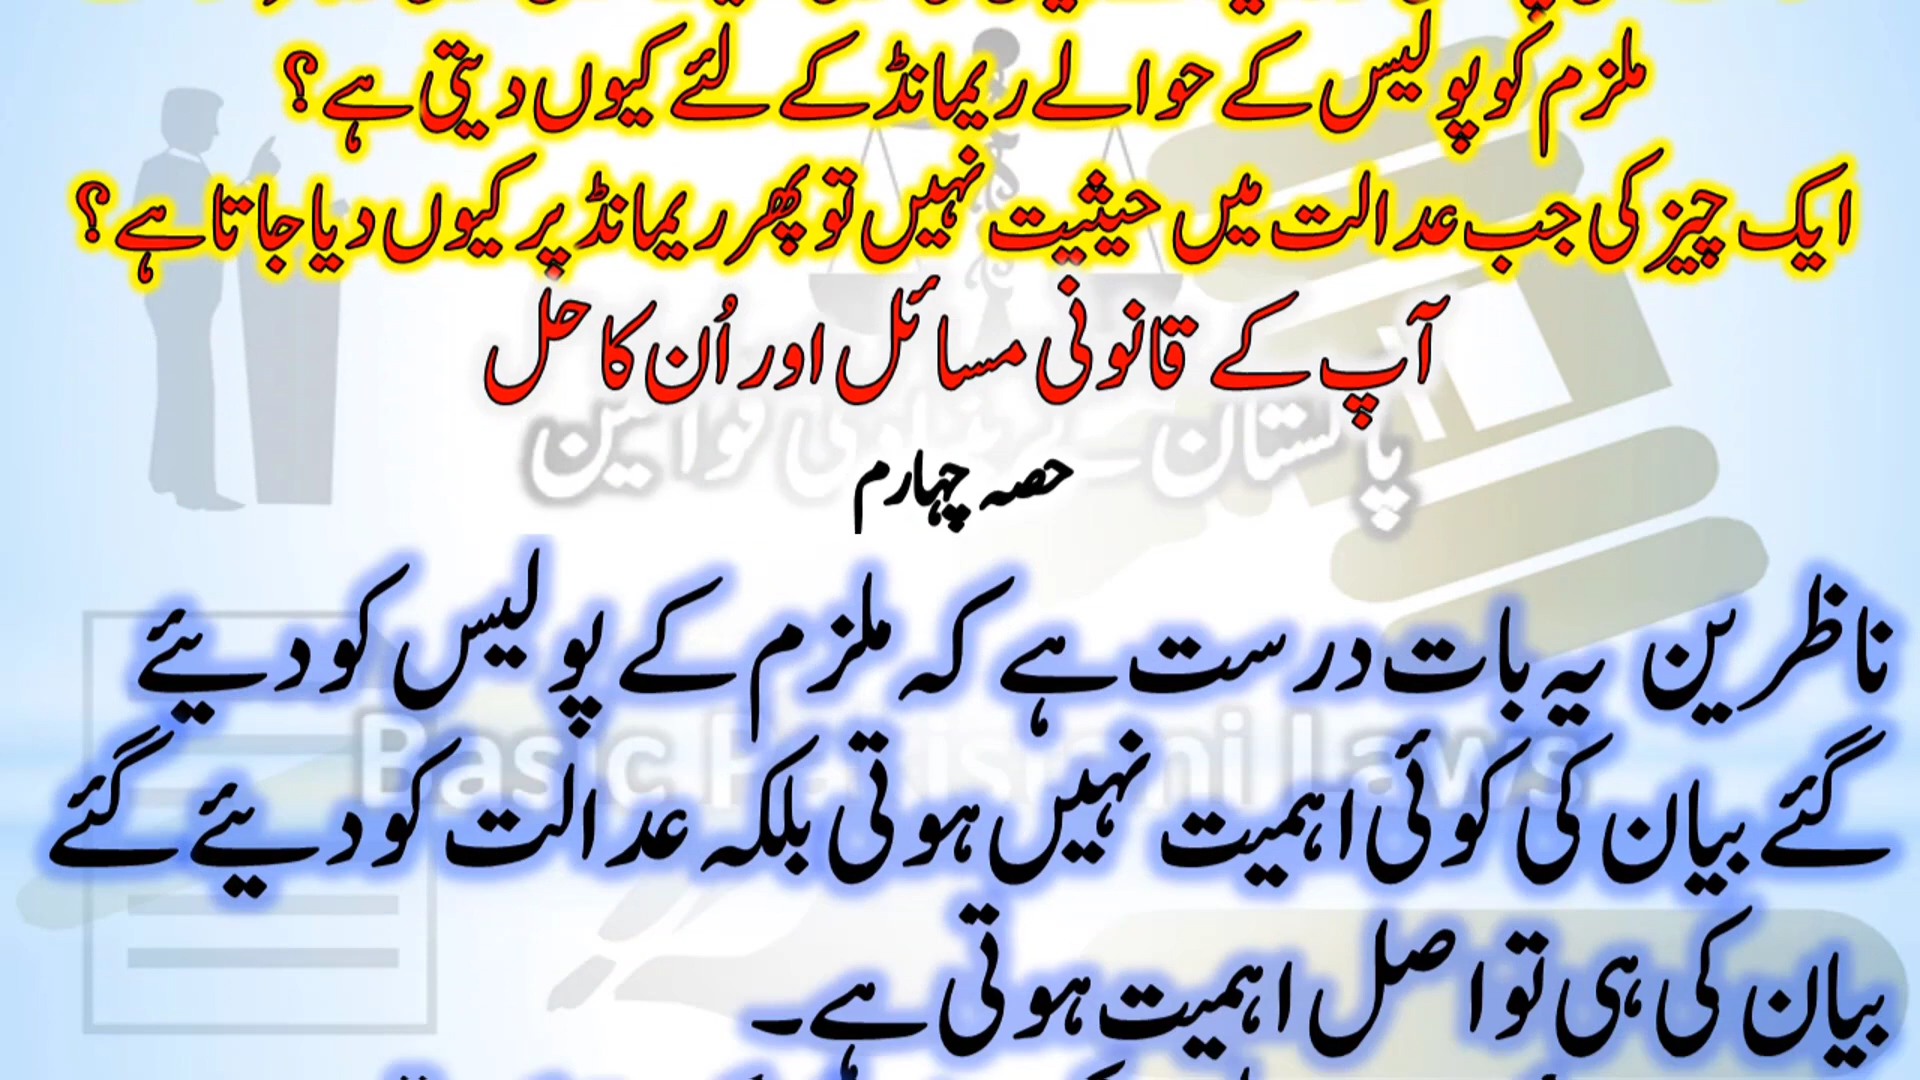 ملزم کو پولیس کے حوالے ریمانڈ کے لئے کیوں دیتی ہے؟
ایک چیز کی جب عدالت میں حیثیت نہیں تو پھر ریمانڈ پر کیوں دیا جاتا ہے؟
آپ کے قانونی مسائل اور اُن کا حل
پاکستان کے بنیادی قوانین
حصہ چہارم
ناظرین یہ بات درست ہے کہ ملزم کے پولیس کو دیئے
Basic Pakistani Laws
گئے بیان کی کوئی اہمیت نہیں ہوتی بلکہ عدالت کو دیئے گئے
بیان کی ہی تو اصل اہمیت ہوتی ہے۔